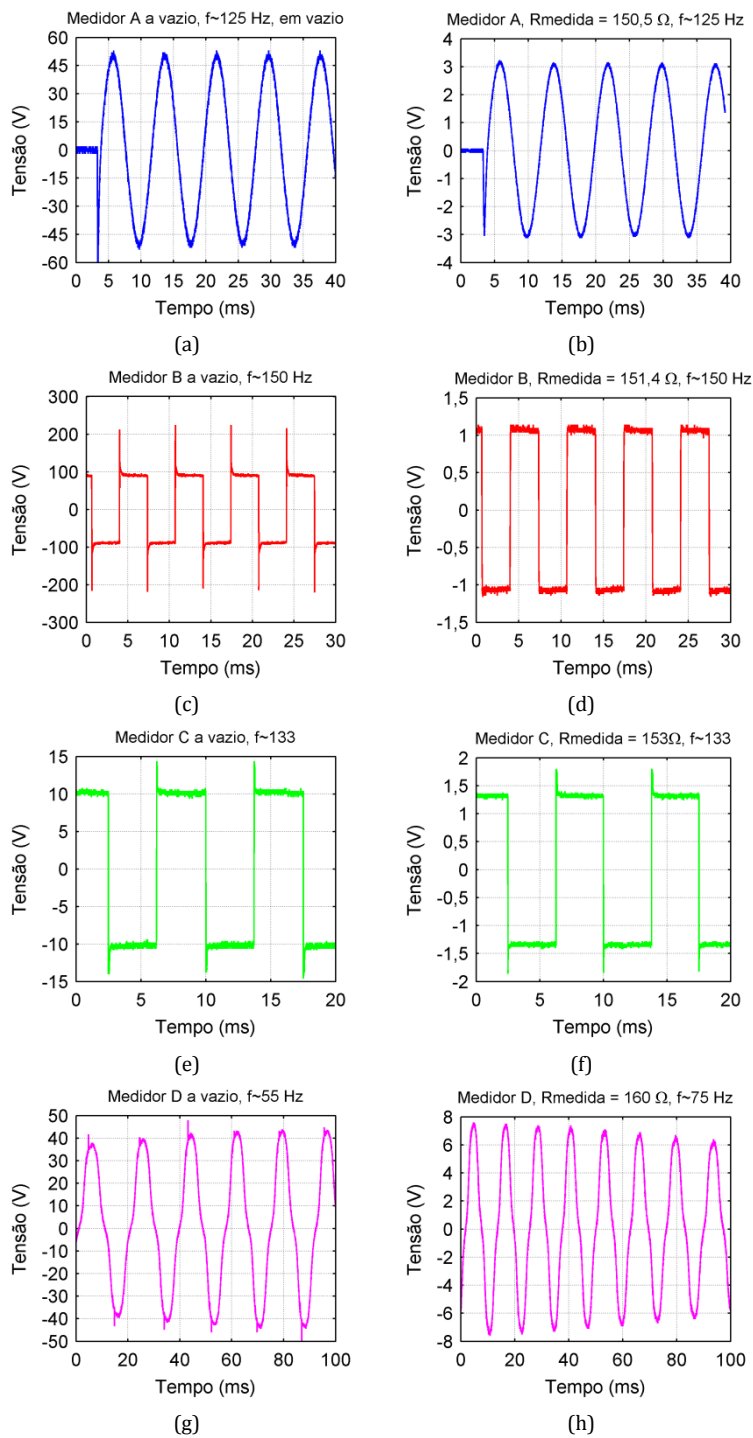 Medidor A a vazio, f~125 Hz, em vazio
Tensão (V)
60
45
30
15
0
-15
-30
-45
-60
0 5 10 15 20 25 30 35 40
Tempo (ms)
(a)
Medidor A, Rmedida = 150,5 Ω, f~125 Hz
Tensão (V)
4
3
2
1
0
-1
-2
-3
-4
0 5 10 15 20 25 30 35 40
Tempo (ms)
(b)
Medidor B a vazio, f~150 Hz
Tensão (V)
300
200
100
0
-100
-200
-300
0 5 10 15 20 25 30
Tempo (ms)
(c)
Medidor B, Rmedida = 151,4 Ω, f~150 Hz
Tensão (V)
1,5
1
0,5
0
-0,5
-1
-1,5
0 5 10 15 20 25 30
Tempo (ms)
(d)
Medidor C a vazio, f~133
Tensão (V)
15
10
5
0
-5
-10
-15
0 5 10 15 20
Tempo (ms)
(e)
Medidor C, Rmedida = 153Ω, f~133
Tensão (V)
2
1,5
1
0,5
0
-0,5
-1
-1,5
-2
0 5 10 15 20
Tempo (ms)
(f)
Medidor D a vazio, f~55 Hz
Tensão (V)
50
40
30
20
10
0
-10
-20
-30
-40
-50
0 20 40 60 80 100
Tempo (ms)
(g)
Medidor D, Rmedida = 160 Ω, f~75 Hz
Tensão (V)
8
6
4
2
0
-2
-4
-6
-8
0 20 40 60 80 100
Tempo (ms)
(h)